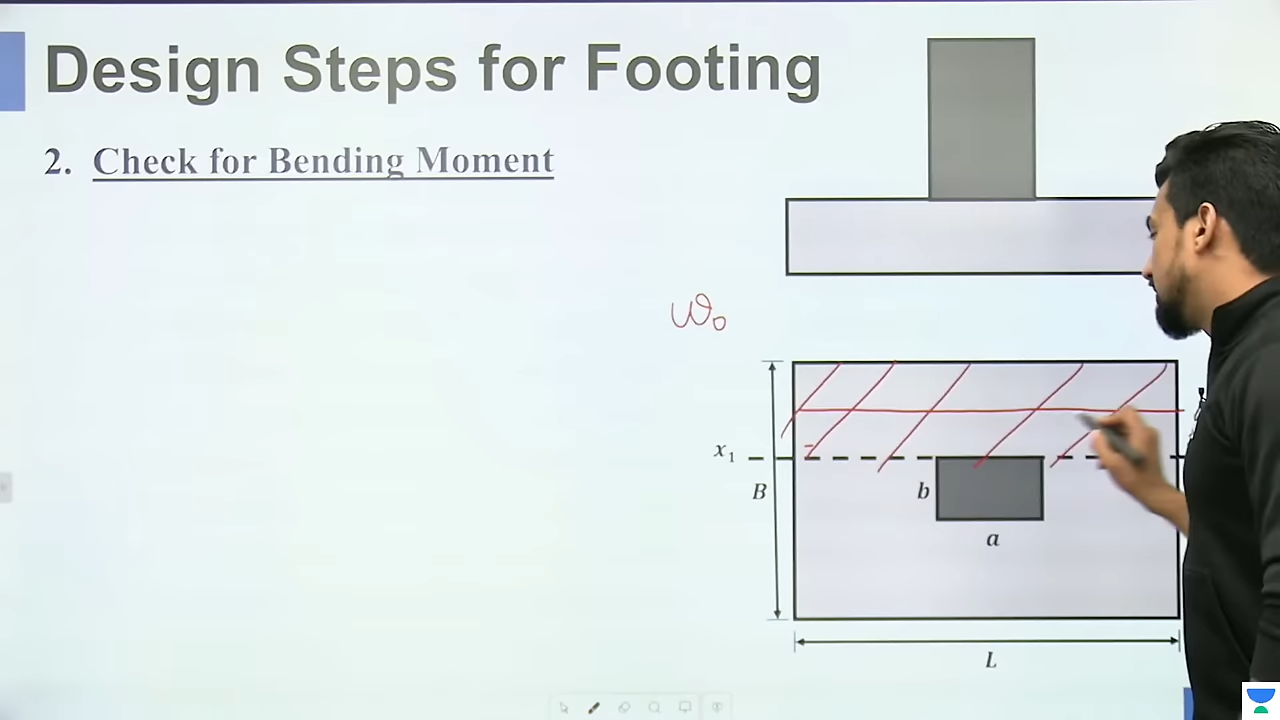 Design Steps for Footing
2. Check for Bending Moment
w₀
x₁
B
b
a
L